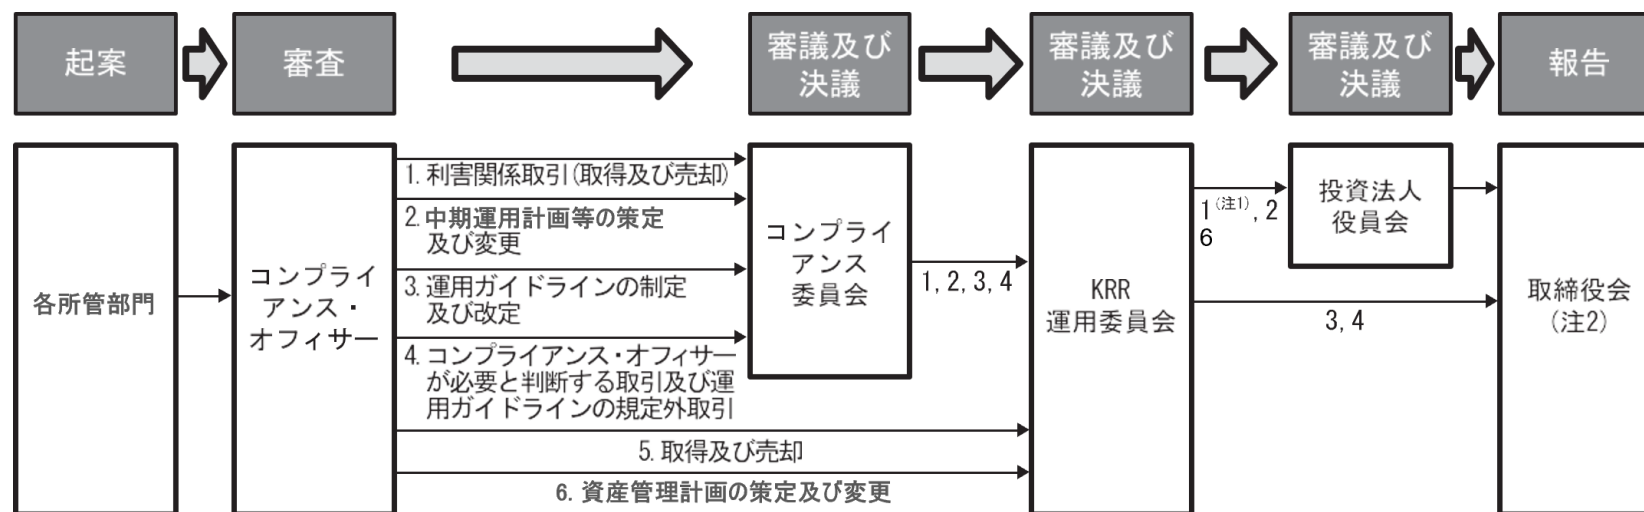 起案
審査
審議及び
決議
審議及び
決議
審議及び
決議
報告
各所管部門
コンプライ
アンス・
オフィサー
1. 利害関係取引(取得及び売却)
2. 中期運用計画等の策定
及び変更
3. 運用ガイドラインの制定
及び改定
4. コンプライアンス・オフィサー
が必要と判断する取引及び運
用ガイドラインの規定外取引
5. 取得及び売却
6. 資産管理計画の策定及び変更
コンプライ
アンス
委員会
1, 2, 3, 4
KRR
運用委員会
1(注1), 2
6
3, 4
投資法人
役員会
取締役会
(注2)